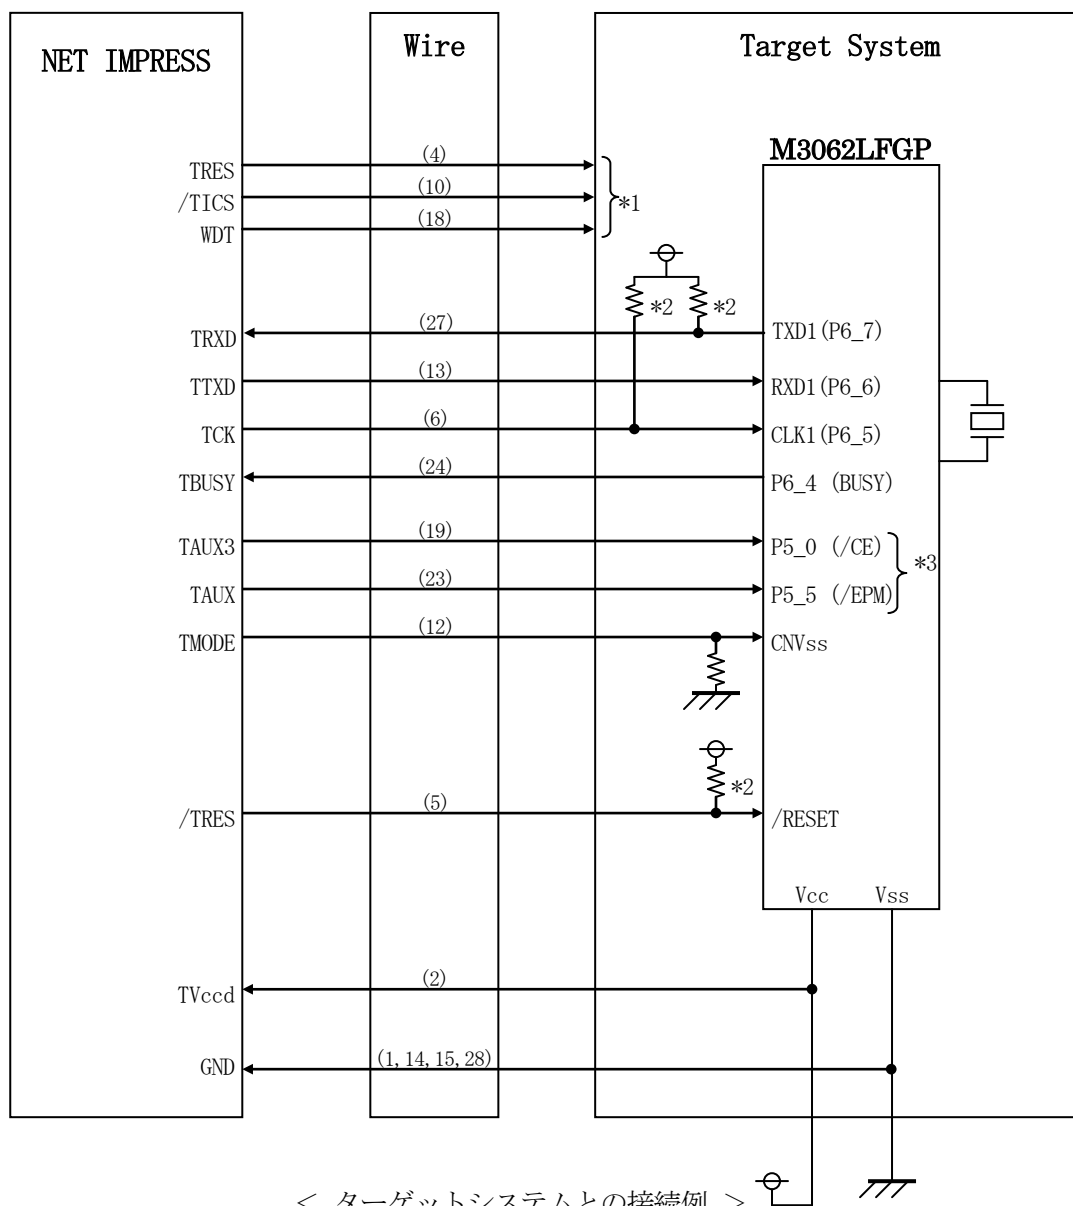 NET IMPRESS
Wire
Target System
M3062LFGP
TRES (4)
/TICS (10) *1
WDT (18)
*2 *2
TRXD (27) TXD1(P6_7)
TTXD (13) RXD1(P6_6)
TCK (6) CLK1(P6_5)
TBUSY (24) P6_4 (BUSY)
TAUX3 (19) P5_0 (/CE)
*3
TAUX (23) P5_5 (/EPM)
TMODE (12) CNVss
*2
/TRES (5) /RESET
Vcc Vss
TVccd (2)
GND (1,14,15,28)
< ターゲットシステムとの接続例 >